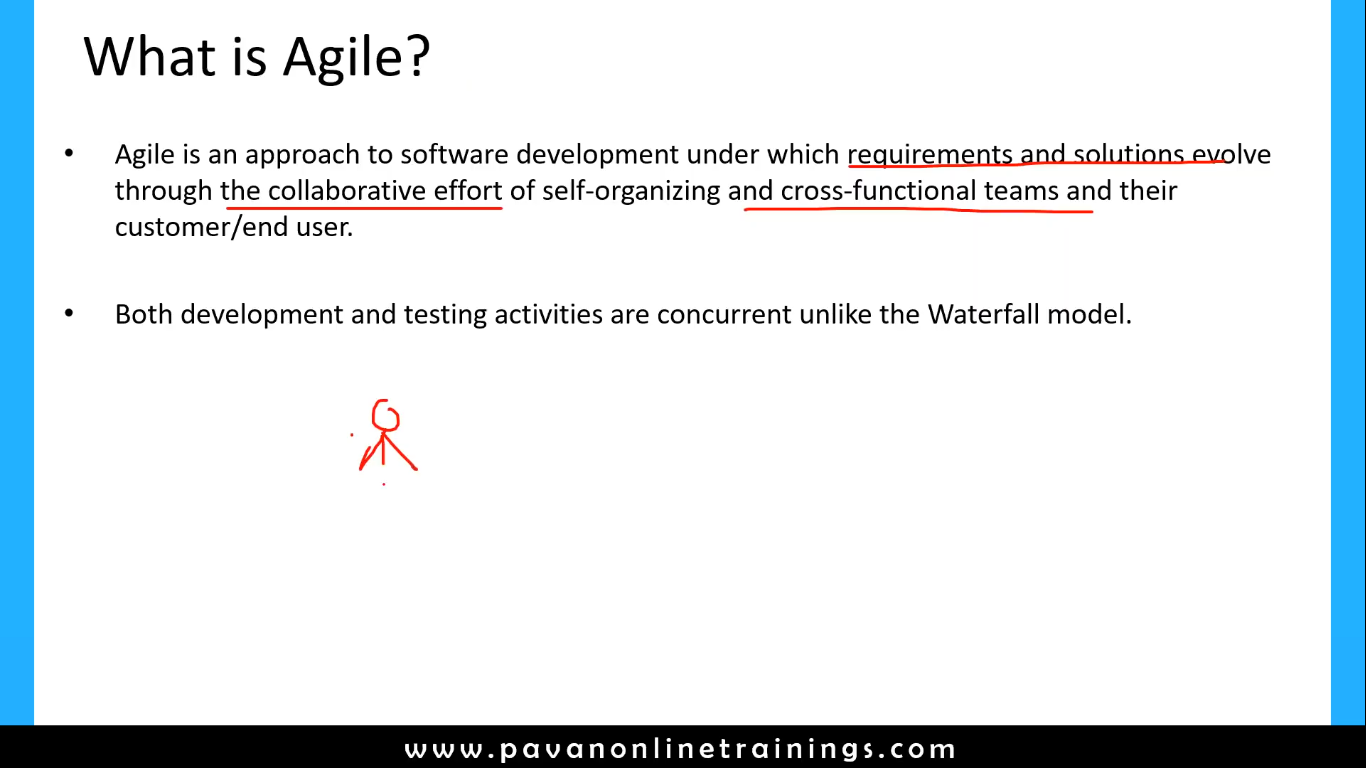 What is Agile?
• Agile is an approach to software development under which requirements and solutions evolve
through the collaborative effort of self-organizing and cross-functional teams and their
customer/end user.
• Both development and testing activities are concurrent unlike the Waterfall model.
www.pavanonlinetrainings.com